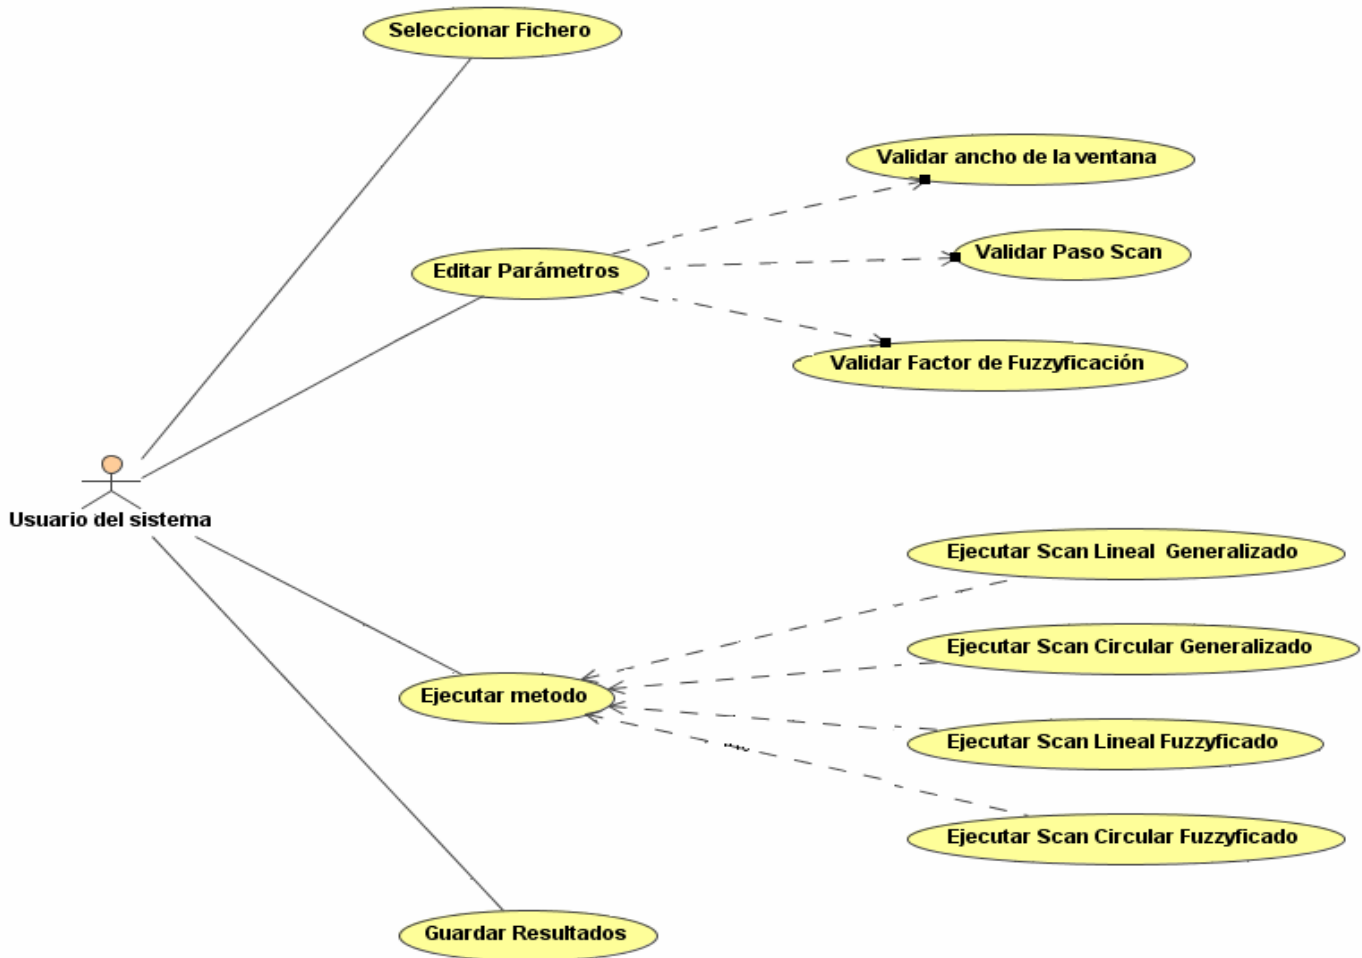 Seleccionar Fichero
Validar ancho de la ventana
Validar Paso Scan
Editar Parámetros
Validar Factor de Fuzzyficación
Usuario del sistema
Ejecutar Scan Lineal Generalizado
Ejecutar Scan Circular Generalizado
Ejecutar metodo
Ejecutar Scan Lineal Fuzzyficado
Ejecutar Scan Circular Fuzzyficado
Guardar Resultados